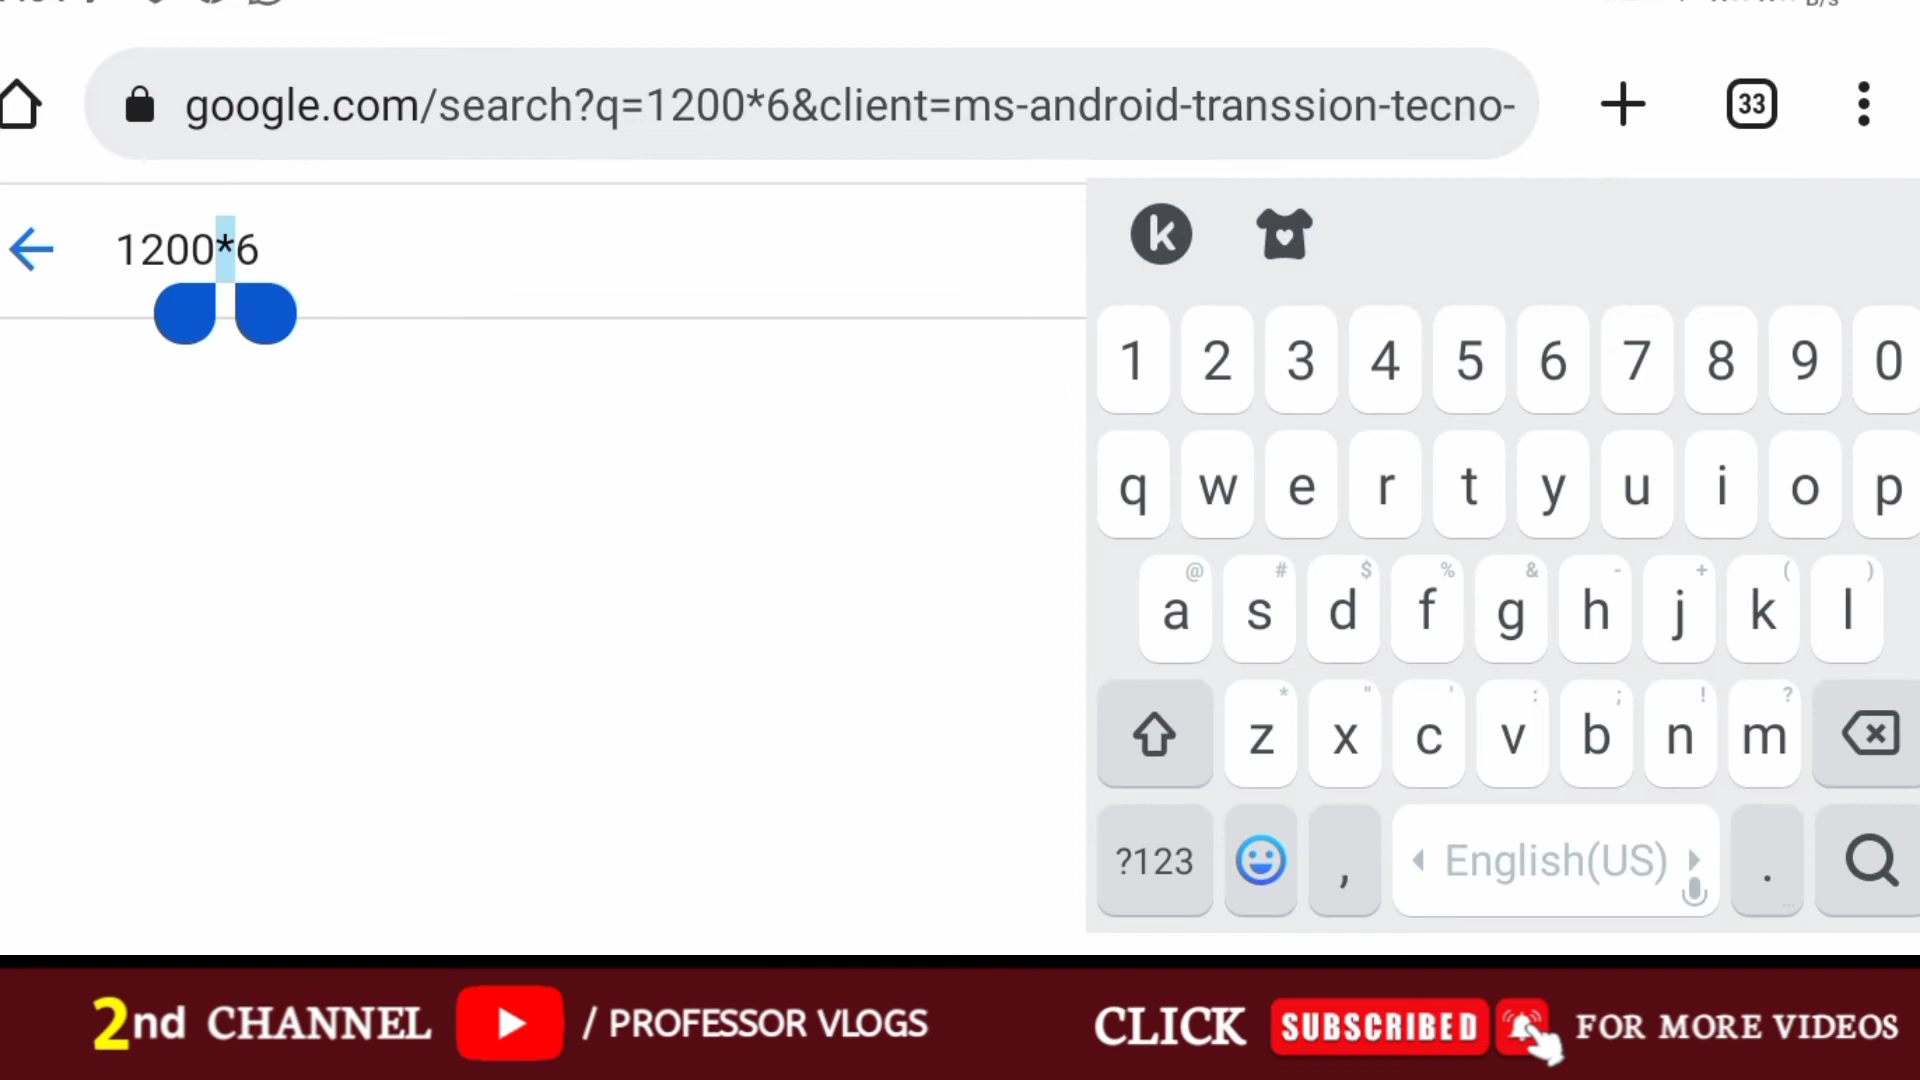 B/s
google.com/search?q=1200*6&client=ms-android-transsion-tecno-
33
1200*6
k
1 2 3 4 5 6 7 8 9 0
q w e r t y u i o p
@ # $ % & - + ( )
a s d f g h j k l
* " ' : ; ! ?
z x c v b n m
?123 , English(US) .
2nd CHANNEL / PROFESSOR VLOGS CLICK SUBSCRIBED FOR MORE VIDEOS